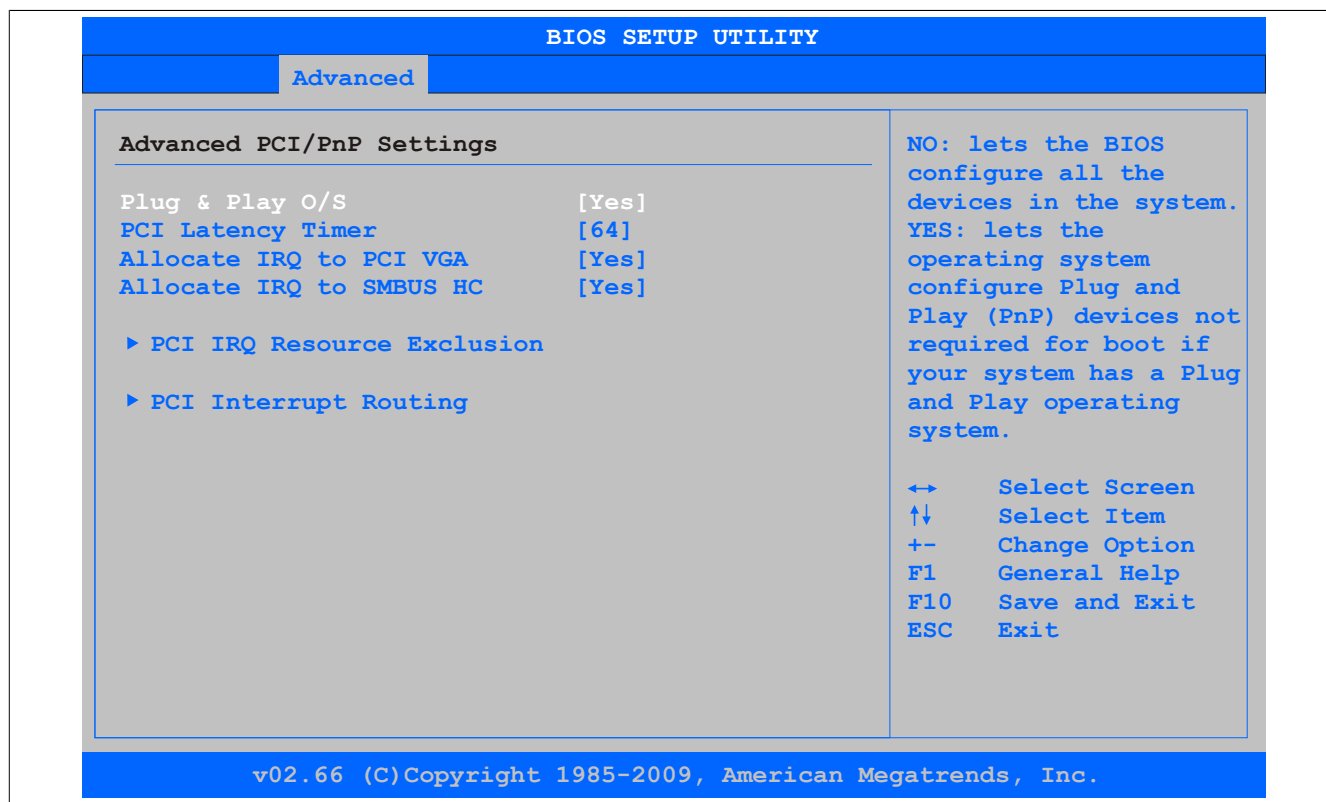 BIOS SETUP UTILITY
Advanced
Advanced PCI/PnP Settings
Plug & Play O/S [Yes]
PCI Latency Timer [64]
Allocate IRQ to PCI VGA [Yes]
Allocate IRQ to SMBUS HC [Yes]
▶ PCI IRQ Resource Exclusion
▶ PCI Interrupt Routing
NO: lets the BIOS
configure all the
devices in the system.
YES: lets the
operating system
configure Plug and
Play (PnP) devices not
required for boot if
your system has a Plug
and Play operating
system.
↔ Select Screen
↑↓ Select Item
+- Change Option
F1 General Help
F10 Save and Exit
ESC Exit
v02.66 (C)Copyright 1985-2009, American Megatrends, Inc.